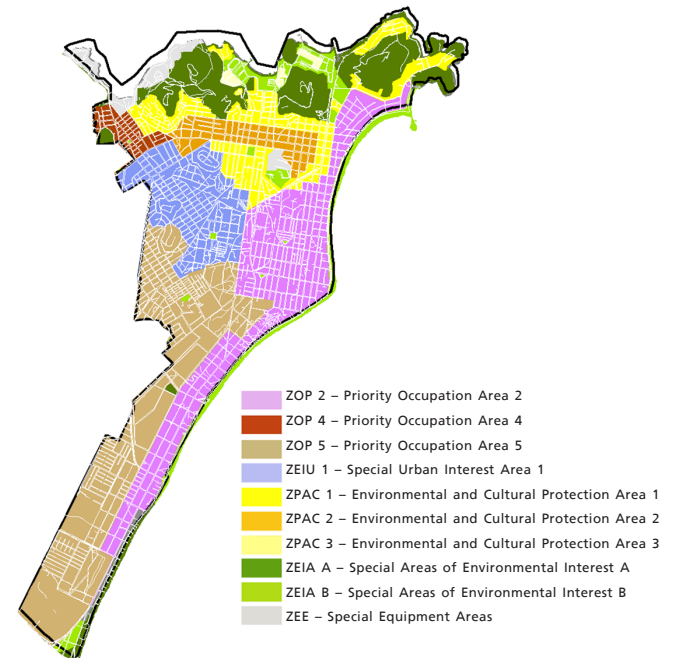 ZOP 2 – Priority Occupation Area 2
ZOP 4 – Priority Occupation Area 4
ZOP 5 – Priority Occupation Area 5
ZEIU 1 – Special Urban Interest Area 1
ZPAC 1 – Environmental and Cultural Protection Area 1
ZPAC 2 – Environmental and Cultural Protection Area 2
ZPAC 3 – Environmental and Cultural Protection Area 3
ZEIA A – Special Areas of Environmental Interest A
ZEIA B – Special Areas of Environmental Interest B
ZEE – Special Equipment Areas